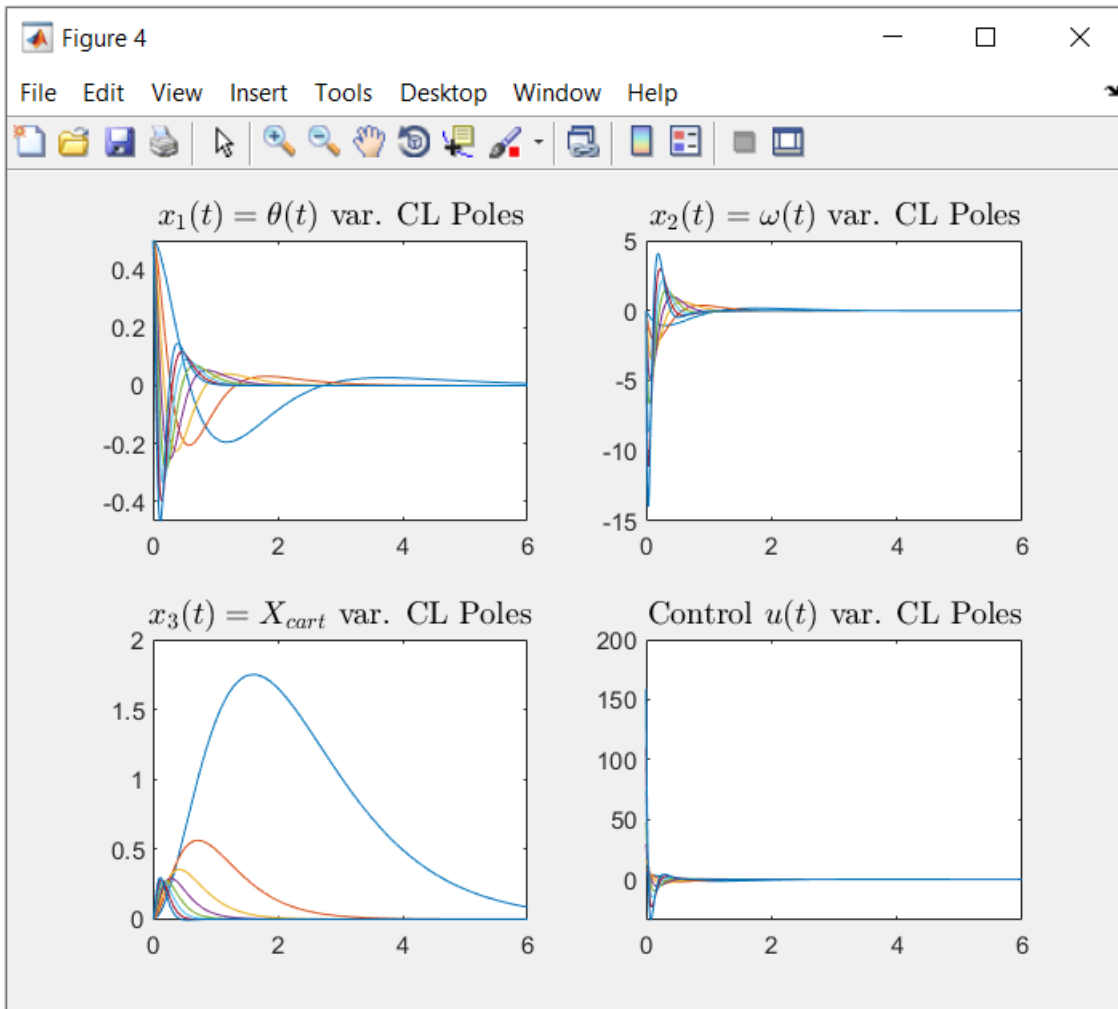 Figure 4
File Edit View Insert Tools Desktop Window Help
x₁(t) = θ(t) var. CL Poles
0.4
0.2
0
-0.2
-0.4
0 2 4 6
x₂(t) = ω(t) var. CL Poles
5
0
-5
-10
-15
0 2 4 6
x₃(t) = X_cart var. CL Poles
2
1.5
1
0.5
0
0 2 4 6
Control u(t) var. CL Poles
200
150
100
50
0
0 2 4 6